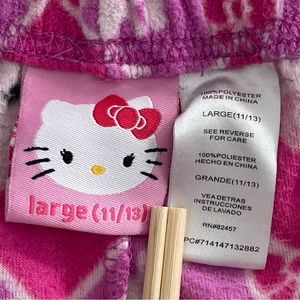 large (11/13)
100%POLYESTER
MADE IN CHINA
LARGE(11/13)
SEE REVERSE
FOR CARE
100%POLIESTER
HECHO EN CHINA
GRANDE(11/13)
VEA DETRAS
INSTRUCCIONES
DE LAVADO
RN#82457
PC#714147132882